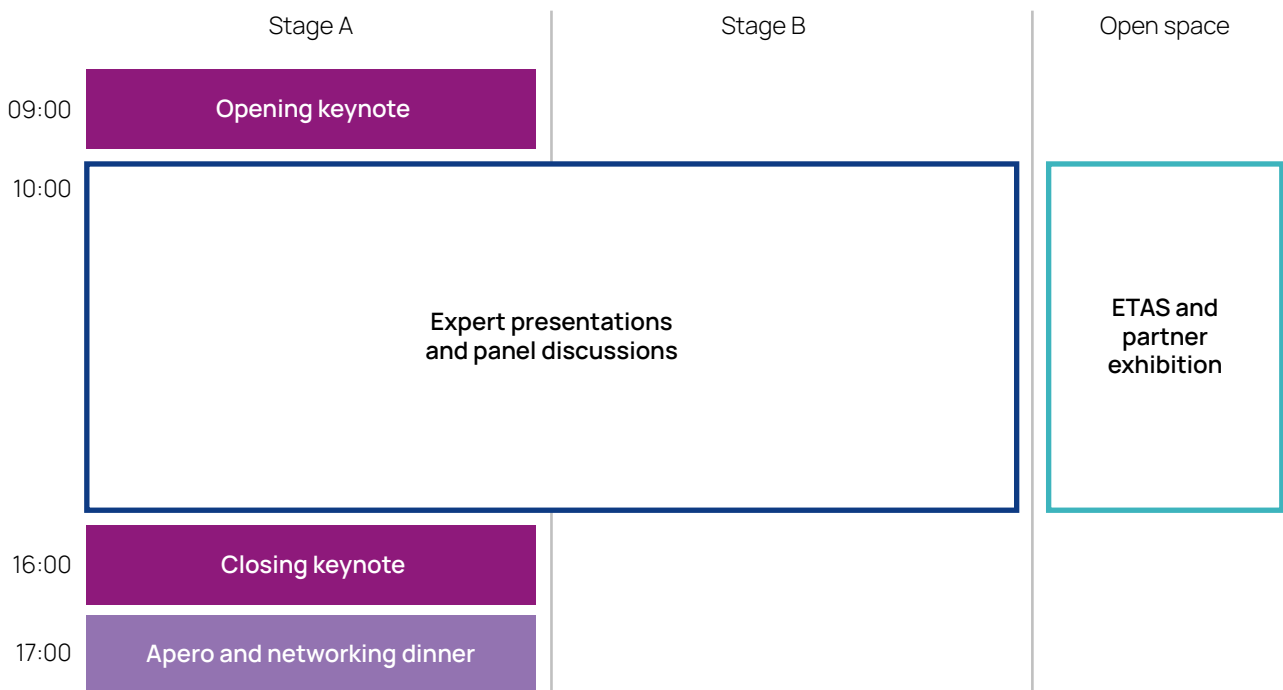 Stage A
Stage B
Open space
09:00
Opening keynote
10:00
Expert presentations
and panel discussions
ETAS and
partner
exhibition
16:00
Closing keynote
17:00
Apero and networking dinner